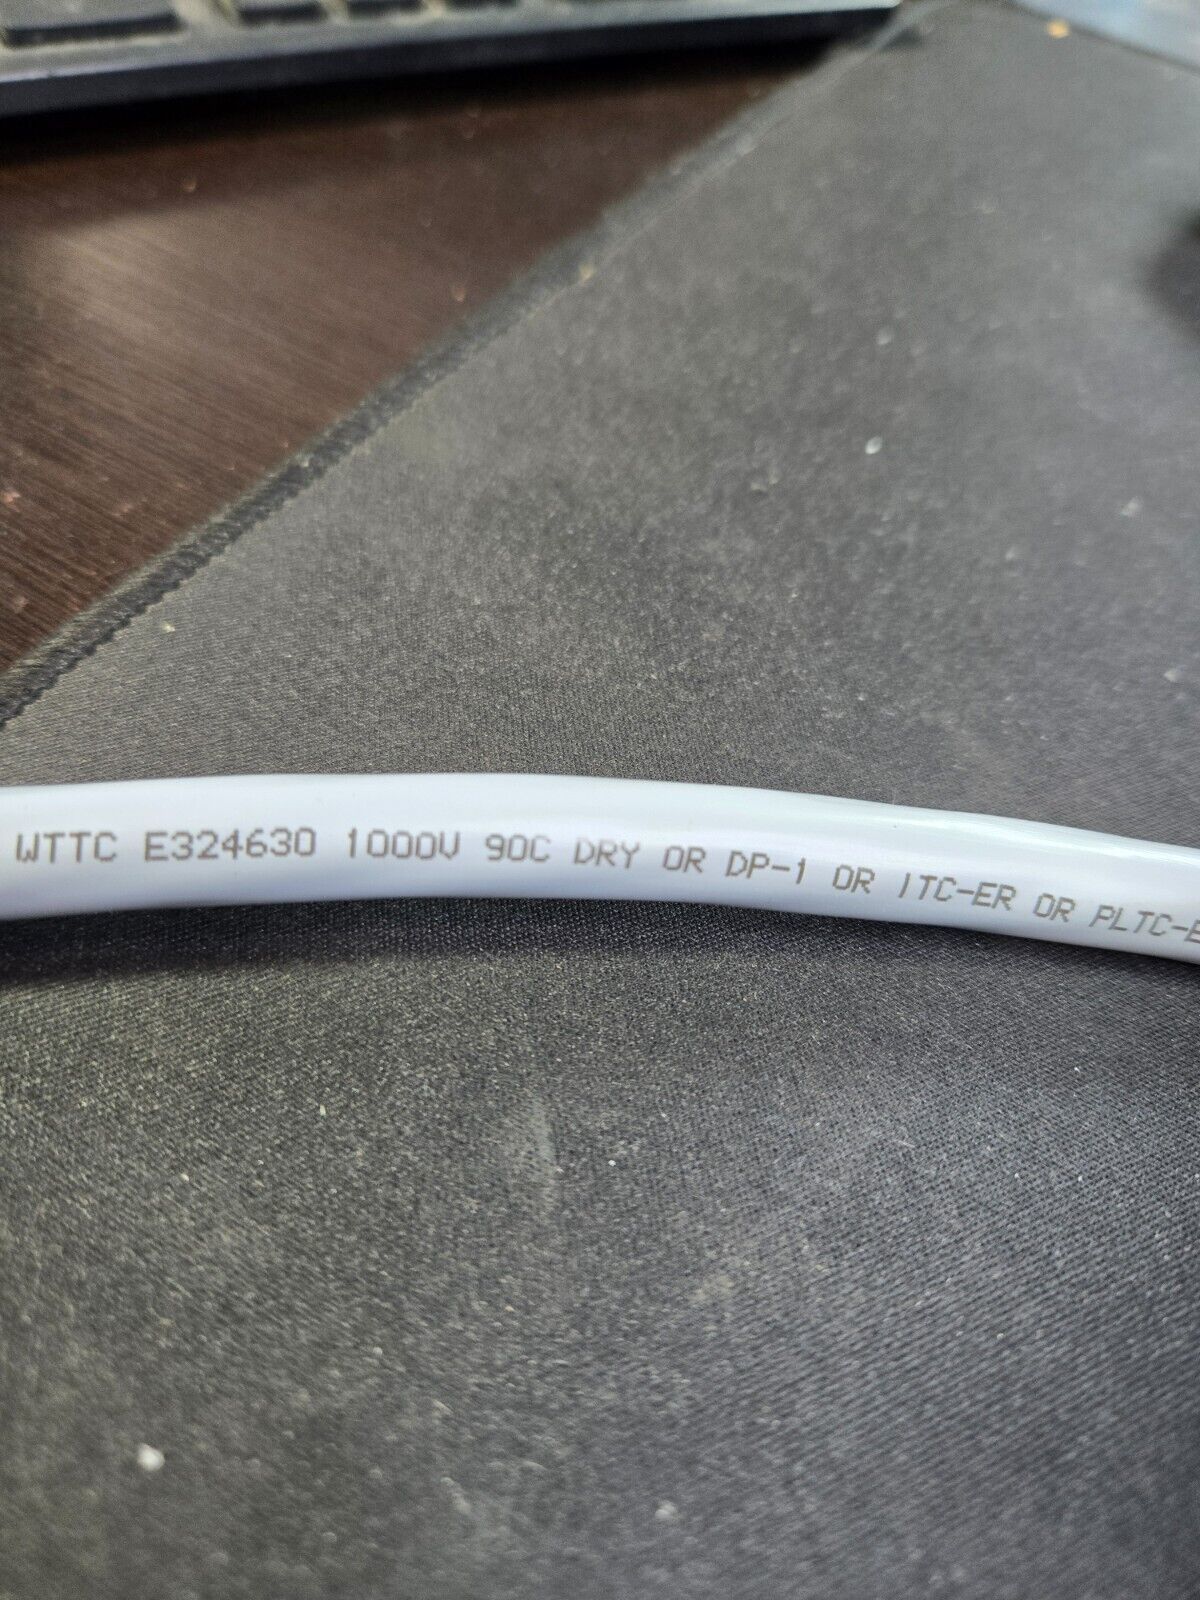 WTTC E324630 1000V 90C DRY OR DP-1 OR ITC-ER OR PLTC-E